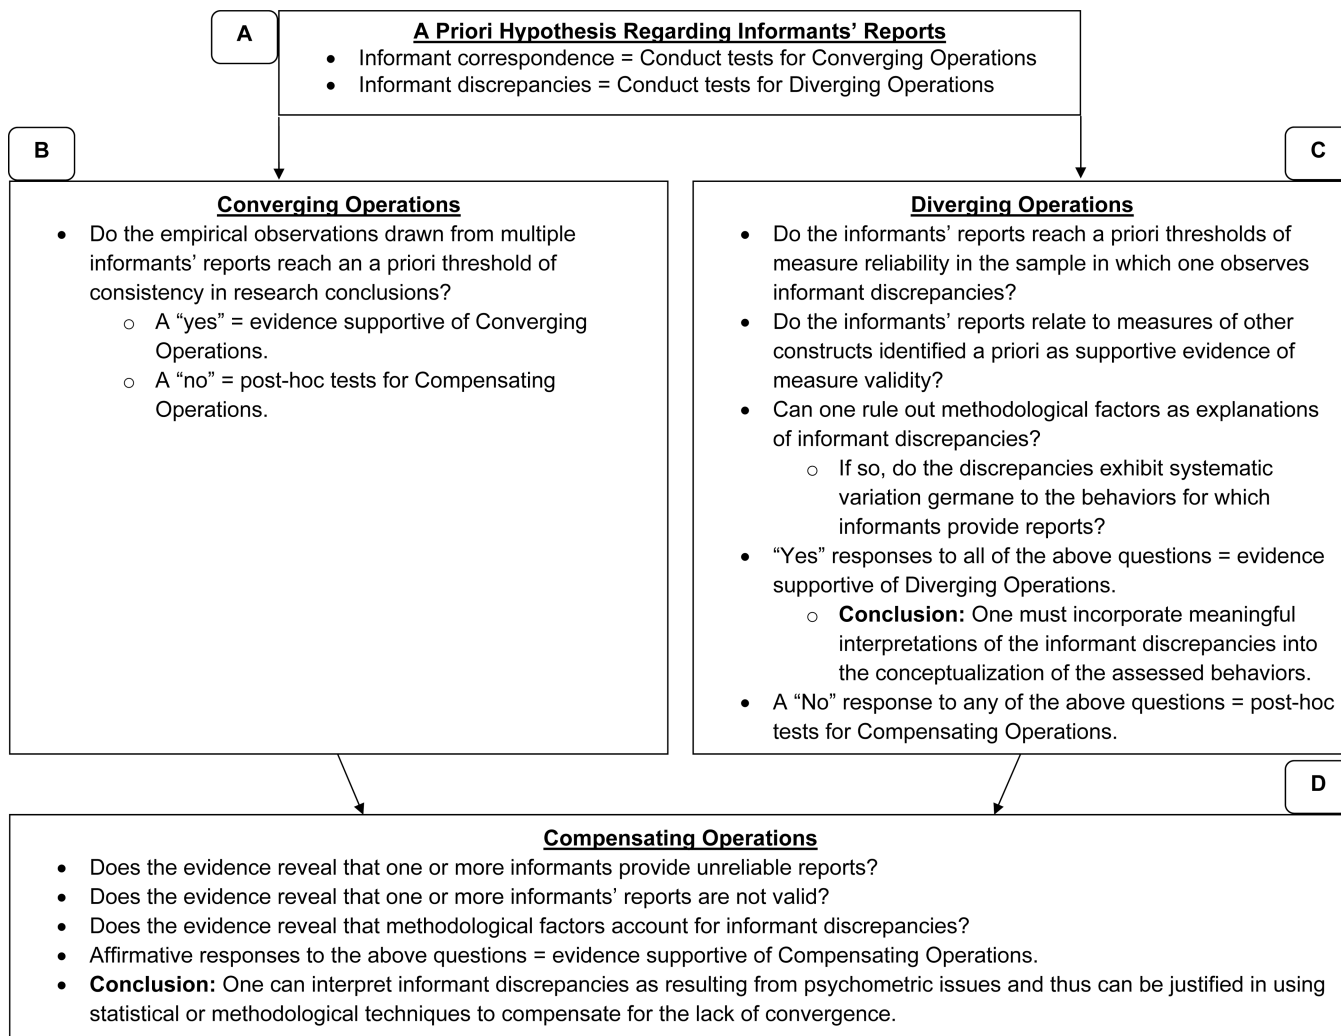 A
A Priori Hypothesis Regarding Informants’ Reports
• Informant correspondence = Conduct tests for Converging Operations
• Informant discrepancies = Conduct tests for Diverging Operations
B
Converging Operations
• Do the empirical observations drawn from multiple
informants’ reports reach an a priori threshold of
consistency in research conclusions?
o A “yes” = evidence supportive of Converging
Operations.
o A “no” = post-hoc tests for Compensating
Operations.
C
Diverging Operations
• Do the informants’ reports reach a priori thresholds of
measure reliability in the sample in which one observes
informant discrepancies?
• Do the informants’ reports relate to measures of other
constructs identified a priori as supportive evidence of
measure validity?
• Can one rule out methodological factors as explanations
of informant discrepancies?
o If so, do the discrepancies exhibit systematic
variation germane to the behaviors for which
informants provide reports?
• “Yes” responses to all of the above questions = evidence
supportive of Diverging Operations.
o Conclusion: One must incorporate meaningful
interpretations of the informant discrepancies into
the conceptualization of the assessed behaviors.
• A “No” response to any of the above questions = post-hoc
tests for Compensating Operations.
D
Compensating Operations
• Does the evidence reveal that one or more informants provide unreliable reports?
• Does the evidence reveal that one or more informants’ reports are not valid?
• Does the evidence reveal that methodological factors account for informant discrepancies?
• Affirmative responses to the above questions = evidence supportive of Compensating Operations.
• Conclusion: One can interpret informant discrepancies as resulting from psychometric issues and thus can be justified in using
statistical or methodological techniques to compensate for the lack of convergence.